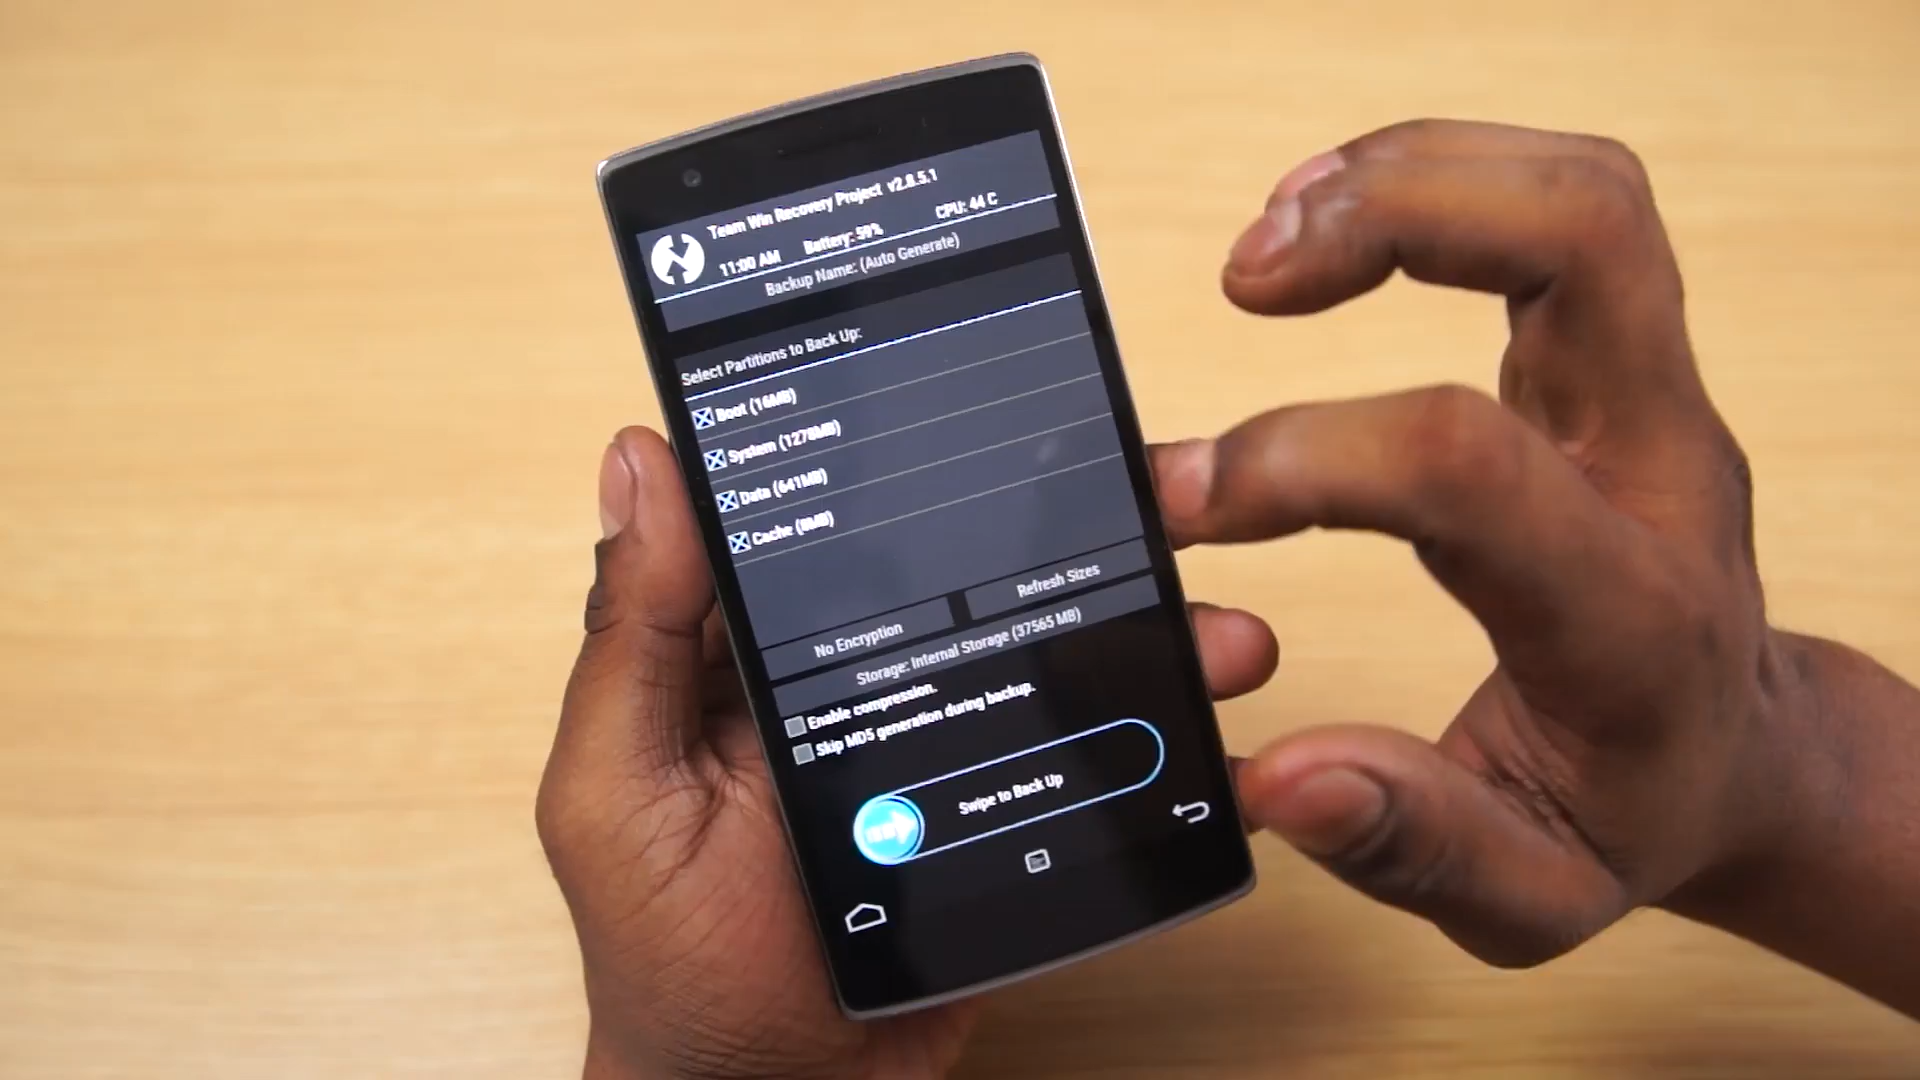 Team Win Recovery Project v2.8.5.1
11:00 AM Battery: 59% CPU: 44 C
Backup Name: (Auto Generate)
Select Partitions to Back Up:
Boot (16MB)
System (1278MB)
Data (641MB)
Cache (8MB)
No Encryption Refresh Sizes
Storage: Internal Storage (37565 MB)
Enable compression.
Skip MD5 generation during backup.
Swipe to Back Up